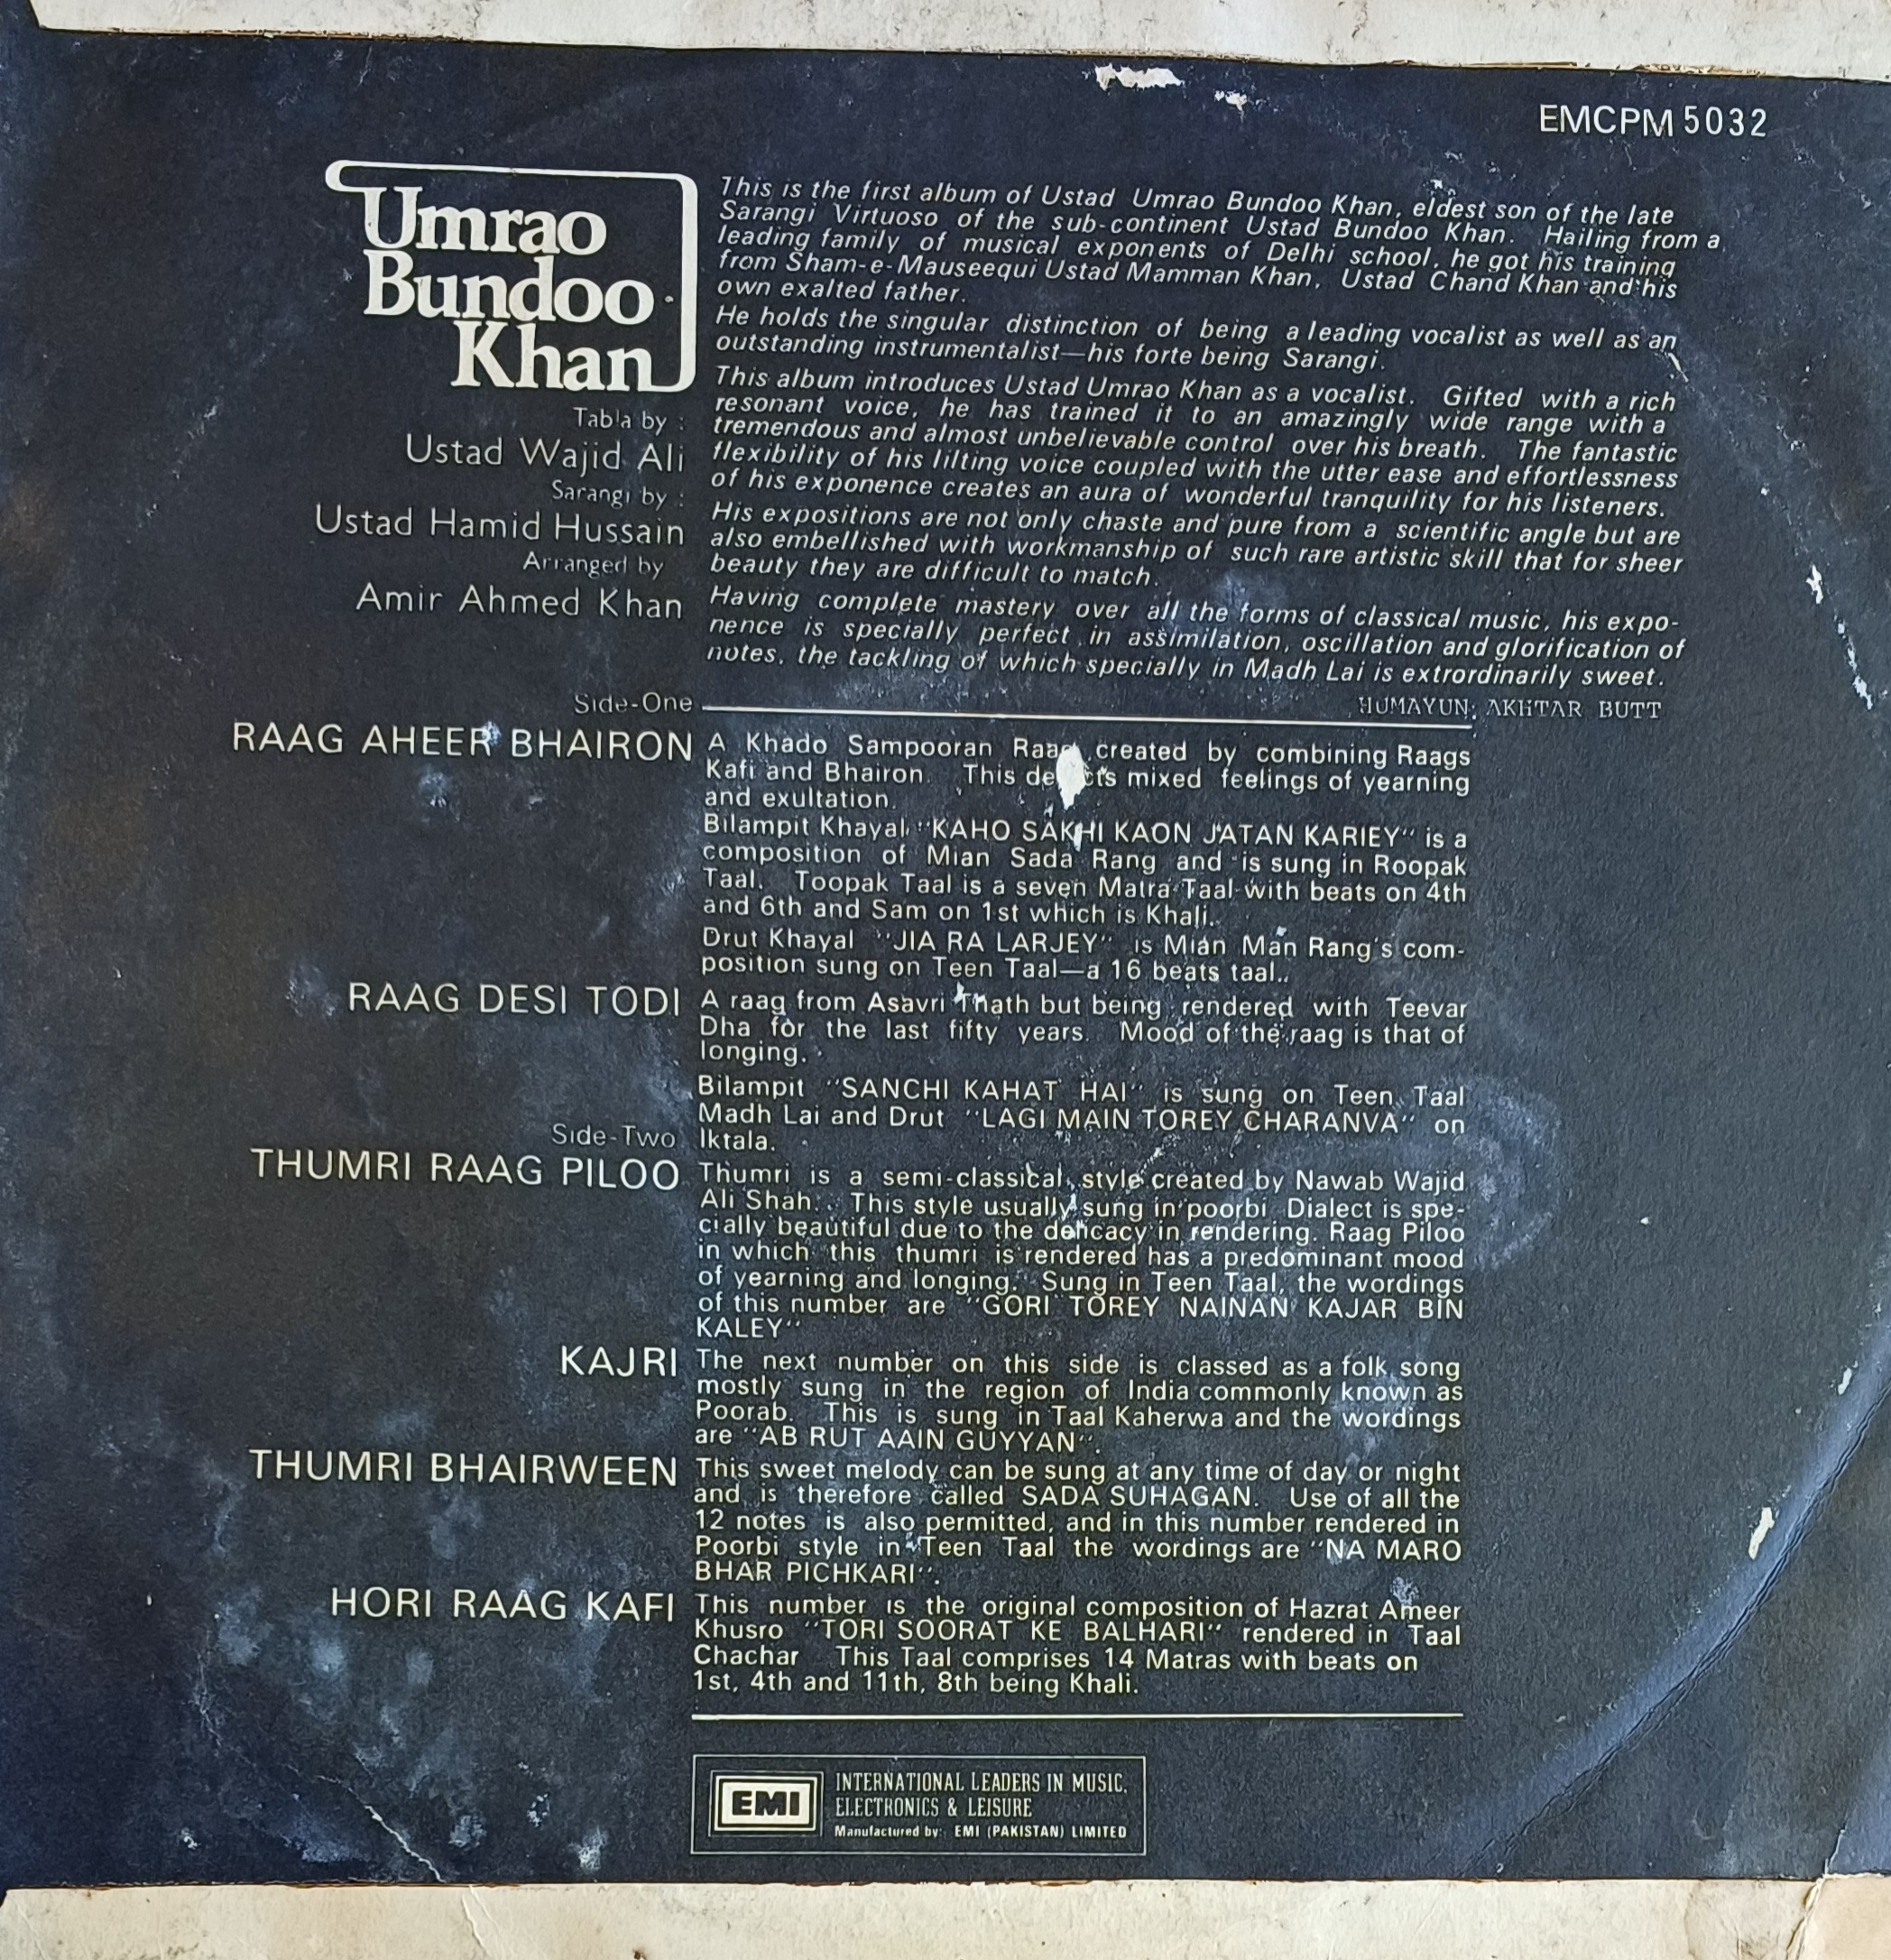 EMCPM 5032
Umrao
Bundoo
Khan
Tabla by :
Ustad Wajid Ali
Sarangi by :
Ustad Hamid Hussain
Arranged by
Amir Ahmed Khan
This is the first album of Ustad Umrao Bundoo Khan, eldest son of the late
Sarangi Virtuoso of the sub-continent Ustad Bundoo Khan. Hailing from a
leading family of musical exponents of Delhi school, he got his training
from Sham-e-Mauseequi Ustad Mamman Khan, Ustad Chand Khan and his
own exalted father.
He holds the singular distinction of being a leading vocalist as well as an
outstanding instrumentalist—his forte being Sarangi.
This album introduces Ustad Umrao Khan as a vocalist. Gifted with a rich
resonant voice, he has trained it to an amazingly wide range with a
tremendous and almost unbelievable control over his breath. The fantastic
flexibility of his lilting voice coupled with the utter ease and effortlessness
of his exponence creates an aura of wonderful tranquility for his listeners.
His expositions are not only chaste and pure from a scientific angle but are
also embellished with workmanship of such rare artistic skill that for sheer
beauty they are difficult to match.
Having complete mastery over all the forms of classical music, his expo-
nence is specially perfect in assimilation, oscillation and glorification of
notes, the tackling of which specially in Madh Lai is extrordinarily sweet.
HUMAYUN AKHTAR BUTT
Side-One
RAAG AHEER BHAIRON
A Khado Sampooran Raag created by combining Raags
Kafi and Bhairon. This mixed feelings of yearning
and exultation.
Bilampit Khayal "KAHO SAKHI KAON JATAN KARIEY" is a
composition of Mian Sada Rang and is sung in Roopak
Taal. Toopak Taal is a seven Matra Taal with beats on 4th
and 6th and Sam on 1st which is Khali.
Drut Khayal "JIA RA LARJEY" is Mian Man Rang's com-
position sung on Teen Taal—a 16 beats taal.
RAAG DESI TODI
A raag from Asavri Thath but being rendered with Teevar
Dha for the last fifty years. Mood of the raag is that of
longing.
Bilampit "SANCHI KAHAT HAI" is sung on Teen Taal
Madh Lai and Drut "LAGI MAIN TOREY CHARANVA" on
Iktala.
Side-Two
THUMRI RAAG PILOO
Thumri is a semi-classical style created by Nawab Wajid
Ali Shah. This style usually sung in poorbi Dialect is spe-
cially beautiful due to the delicacy in rendering. Raag Piloo
in which this thumri is rendered has a predominant mood
of yearning and longing. Sung in Teen Taal, the wordings
of this number are "GORI TOREY NAINAN KAJAR BIN
KALEY"
KAJRI
The next number on this side is classed as a folk song
mostly sung in the region of India commonly known as
Poorab. This is sung in Taal Kaherwa and the wordings
are "AB RUT AAIN GUYYAN".
THUMRI BHAIRWEEN
This sweet melody can be sung at any time of day or night
and is therefore called SADA SUHAGAN. Use of all the
12 notes is also permitted, and in this number rendered in
Poorbi style in Teen Taal the wordings are "NA MARO
BHAR PICHKARI".
HORI RAAG KAFI
This number is the original composition of Hazrat Ameer
Khusro "TORI SOORAT KE BALHARI" rendered in Taal
Chachar This Taal comprises 14 Matras with beats on
1st, 4th and 11th, 8th being Khali.
EMI
INTERNATIONAL LEADERS IN MUSIC,
ELECTRONICS & LEISURE
Manufactured by: EMI (PAKISTAN) LIMITED